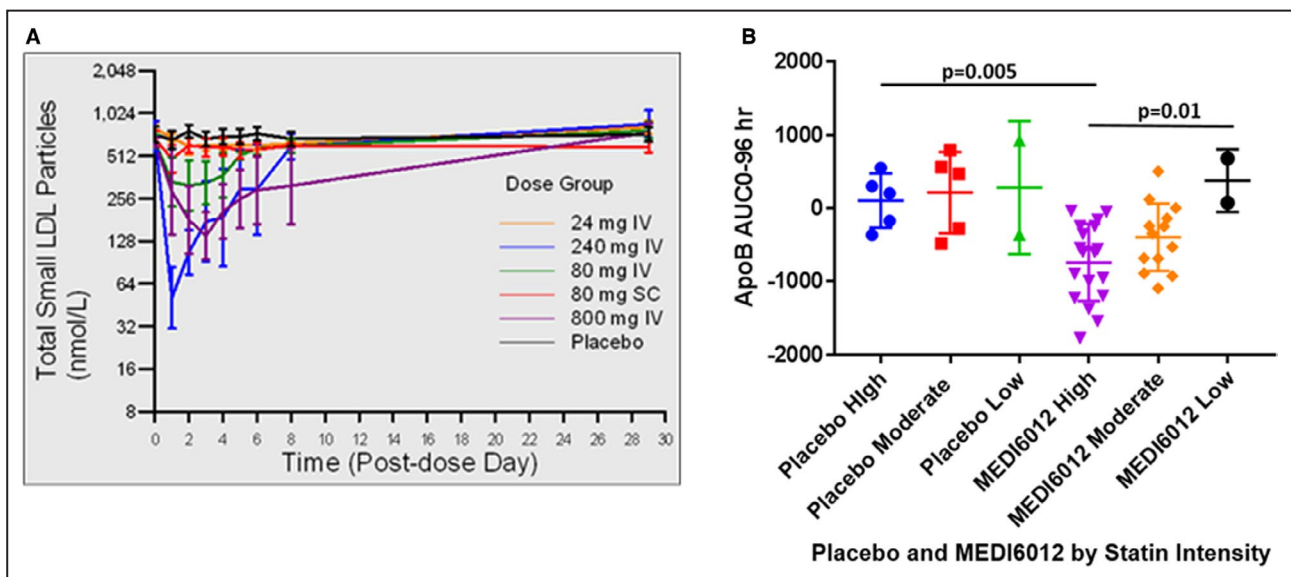 A
2,048
1,024
512
256
128
64
32
16
8
Total Small LDL Particles
(nmol/L)
Dose Group
24 mg IV
240 mg IV
80 mg IV
80 mg SC
800 mg IV
Placebo
0 2 4 6 8 10 12 14 16 18 20 22 24 26 28 30
Time (Post-dose Day)
B
2000
1000
0
-1000
-2000
ApoB AUC0-96 hr
p=0.005
p=0.01
Placebo HIgh
Placebo Moderate
Placebo Low
MEDI6012 High
MEDI6012 Moderate
MEDI6012 Low
Placebo and MEDI6012 by Statin Intensity